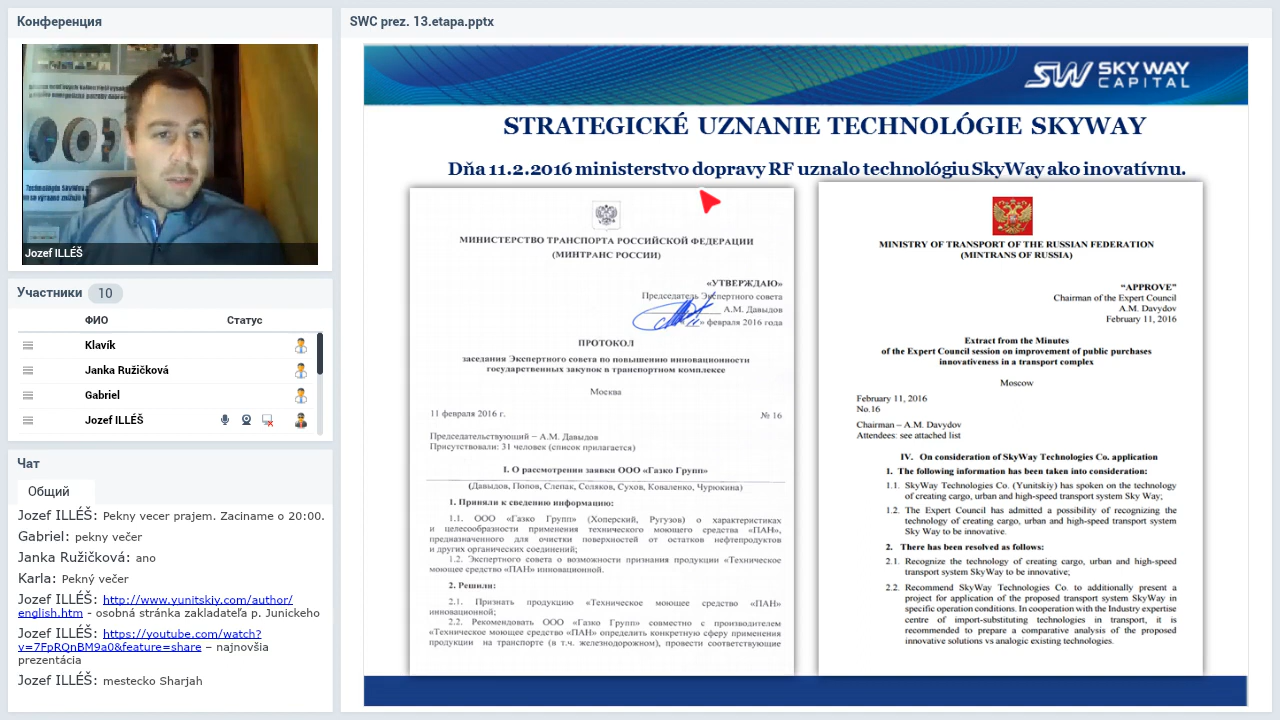 Конференция
Jozef ILLÉŠ
Участники 10
ФИО Статус
Klavík
Janka Ružičková
Gabriel
Jozef ILLÉŠ
Чат
Общий
Jozef ILLÉŠ: Pekny vecer prajem. Zaciname o 20:00.
Gabriel: pekny večer
Janka Ružičková: ano
Karla: Pekný večer
Jozef ILLÉŠ: http://www.yunitskiy.com/author/
english.htm - osobná stránka zakladateľa p. Junickeho
Jozef ILLÉŠ: https://youtube.com/watch?
v=7FpRQnBM9a0&feature=share – najnovšia
prezentácia
Jozef ILLÉŠ: mestecko Sharjah
SWC prez. 13.etapa.pptx
SW SKY WAY
CAPITAL
STRATEGICKÉ UZNANIE TECHNOLÓGIE SKYWAY
Dňa 11.2.2016 ministerstvo dopravy RF uznalo technológiu SkyWay ako inovatívnu.
МИНИСТЕРСТВО ТРАНСПОРТА РОССИЙСКОЙ ФЕДЕРАЦИИ
(МИНТРАНС РОССИИ)
«УТВЕРЖДАЮ»
Председатель Экспертного совета
А.М. Давыдов
«11» февраля 2016 года
ПРОТОКОЛ
заседания Экспертного совета по повышению инновационности
государственных закупок в транспортном комплексе
Москва
11 февраля 2016 г. № 16
Председательствующий – А.М. Давыдов
Присутствовали: 31 человек (список прилагается)
I. О рассмотрении заявки ООО «Газко Групп»
(Давыдов, Попов, Слепак, Соляков, Сухов, Коваленко, Чурюкина)
1. Приняли к сведению информацию:
1.1. ООО «Газко Групп» (Хоперский, Ругузов) о характеристиках
и целесообразности применения технического моющего средства «ПАН»,
предназначенного для очистки поверхностей от остатков нефтепродуктов
и других органических соединений;
1.2. Экспертного совета о возможности признания продукции «Техническое
моющее средство «ПАН» инновационной.
2. Решили:
2.1. Признать продукцию «Техническое моющее средство «ПАН»
инновационной;
2.2. Рекомендовать ООО «Газко Групп» совместно с производителем
«Техническое моющее средство «ПАН» определить конкретную сферу применения
продукции на транспорте (в т.ч. железнодорожном), провести соответствующие
MINISTRY OF TRANSPORT OF THE RUSSIAN FEDERATION
(MINTRANS OF RUSSIA)
“APPROVE”
Chairman of the Expert Council
A.M. Davydov
February 11, 2016
Extract from the Minutes
of the Expert Council session on improvement of public purchases
innovativeness in a transport complex
Moscow
February 11, 2016
No.16
Chairman – A.M. Davydov
Attendees: see attached list
IV. On consideration of SkyWay Technologies Co. application
1. The following information has been taken into consideration:
1.1. SkyWay Technologies Co. (Yunitskiy) has spoken on the technology
of creating cargo, urban and high-speed transport system Sky Way;
1.2. The Expert Council has admitted a possibility of recognizing the
technology of creating cargo, urban and high-speed transport system
Sky Way to be innovative.
2. There has been resolved as follows:
2.1. Recognize the technology of creating cargo, urban and high-speed
transport system SkyWay to be innovative;
2.2. Recommend SkyWay Technologies Co. to additionally present a
project for application of the proposed transport system SkyWay in
specific operation conditions. In cooperation with the Industry expertise
centre of import-substituting technologies in transport, it is
recommended to prepare a comparative analysis of the proposed
innovative solutions vs analogic existing technologies.